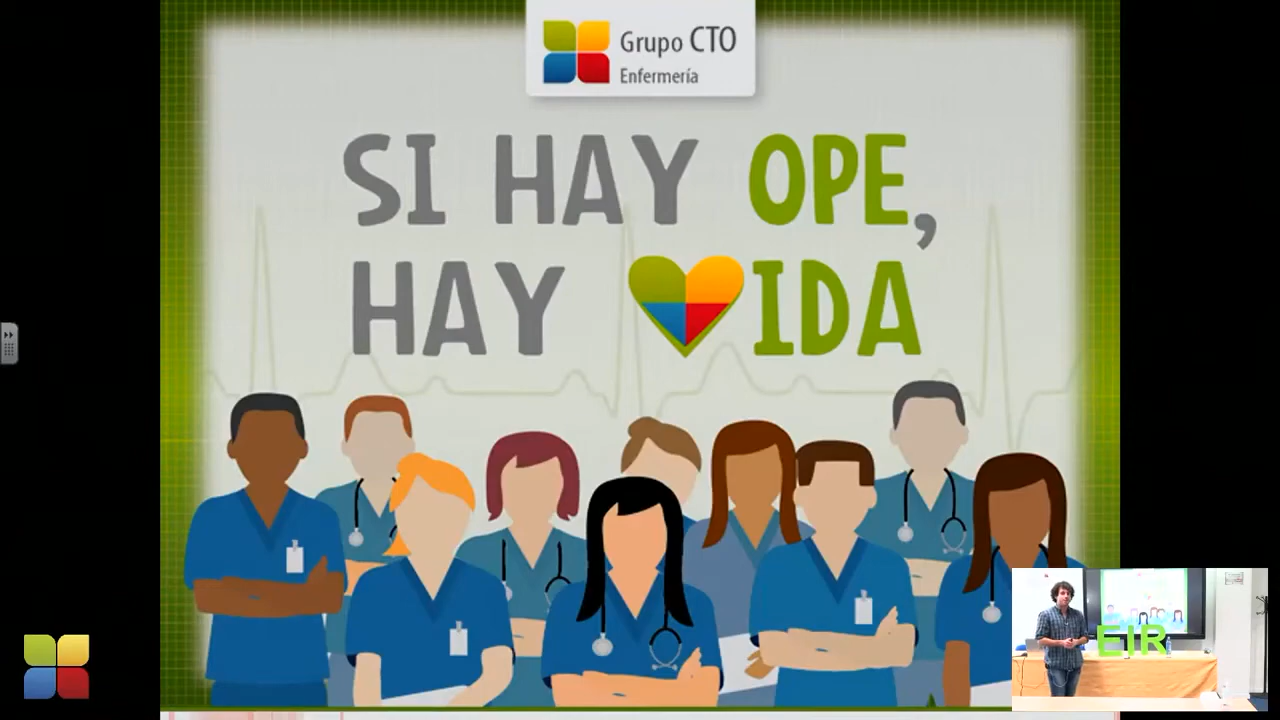 Grupo CTO
Enfermería
SI HAY OPE,
HAY IDA
EIR